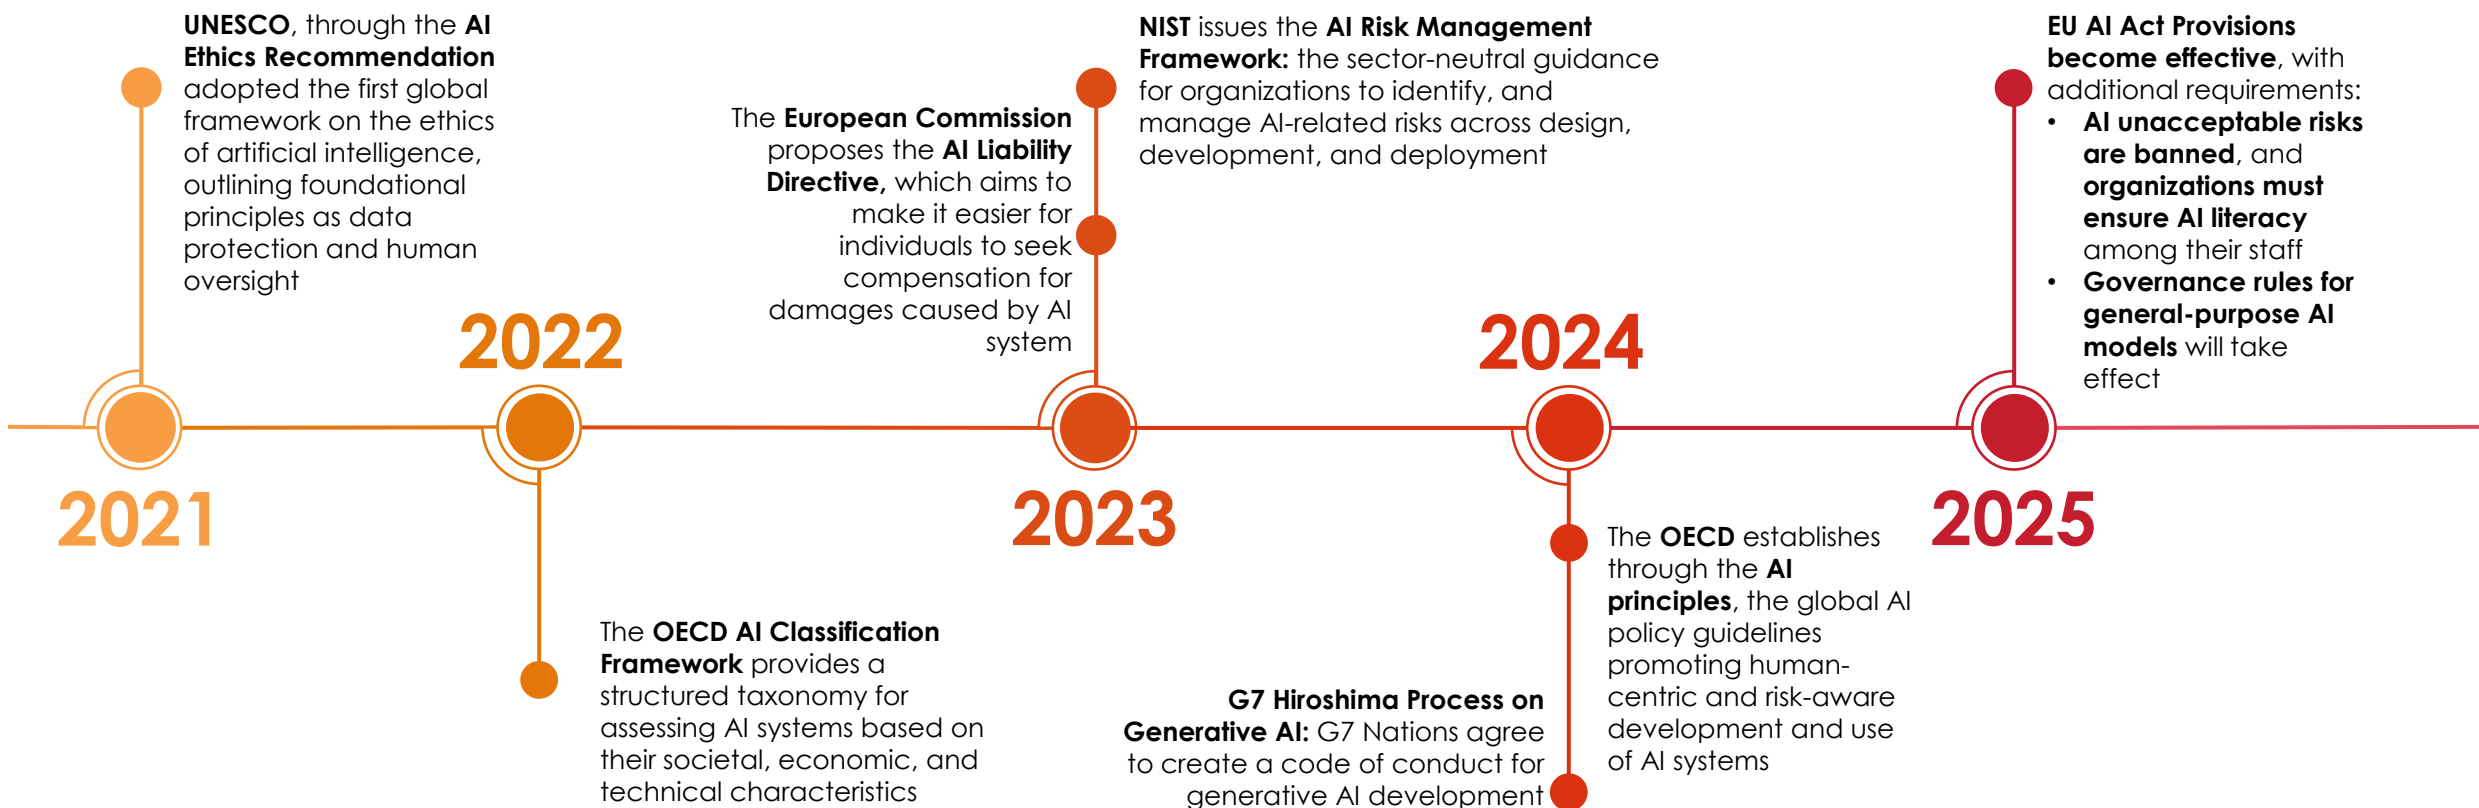 UNESCO, through the AI
Ethics Recommendation
adopted the first global
framework on the ethics
of artificial intelligence,
outlining foundational
principles as data
protection and human
oversight
2021
2022
The OECD AI Classification
Framework provides a
structured taxonomy for
assessing AI systems based on
their societal, economic, and
technical characteristics
The European Commission
proposes the AI Liability
Directive, which aims to
make it easier for
individuals to seek
compensation for
damages caused by AI
system
NIST issues the AI Risk Management
Framework: the sector-neutral guidance
for organizations to identify, and
manage AI-related risks across design,
development, and deployment
2023
2024
The OECD establishes
through the AI
principles, the global AI
policy guidelines
promoting human-
centric and risk-aware
development and use
of AI systems
G7 Hiroshima Process on
Generative AI: G7 Nations agree
to create a code of conduct for
generative AI development
EU AI Act Provisions
become effective, with
additional requirements:
• AI unacceptable risks
are banned, and
organizations must
ensure AI literacy
among their staff
• Governance rules for
general-purpose AI
models will take
effect
2025